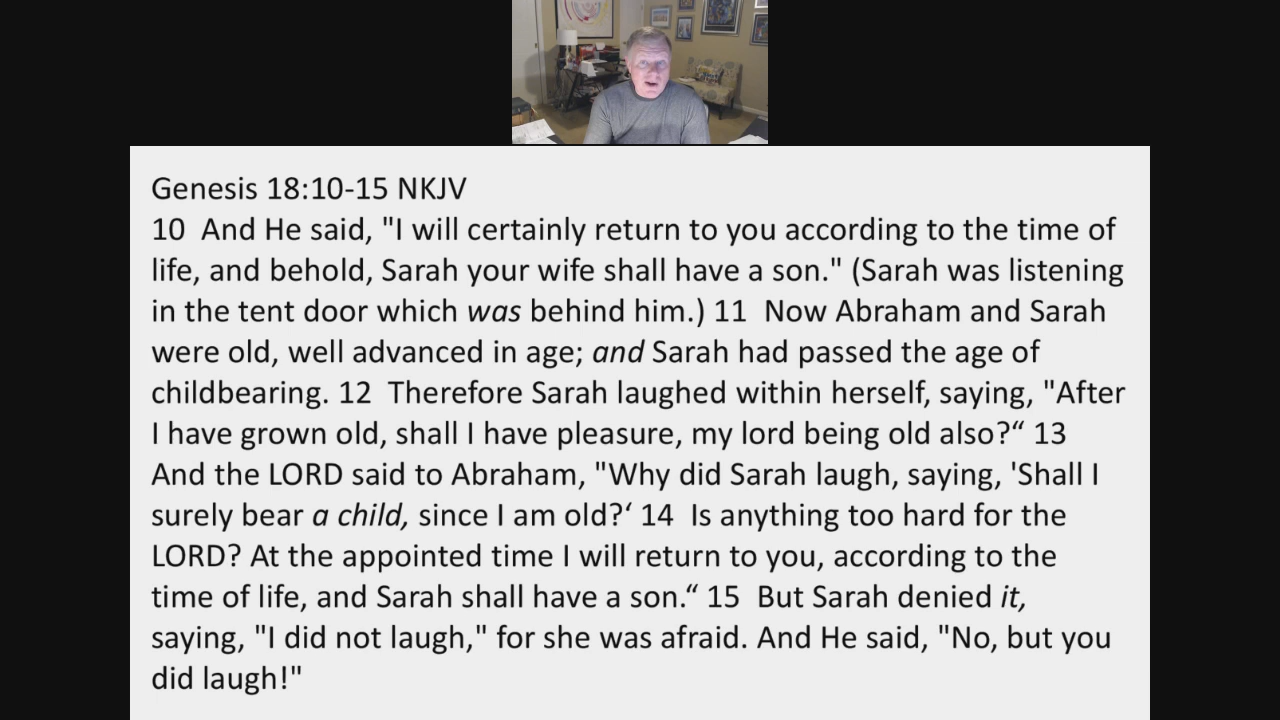 Genesis 18:10-15 NKJV
10  And He said, "I will certainly return to you according to the time of
life, and behold, Sarah your wife shall have a son." (Sarah was listening
in the tent door which was behind him.) 11  Now Abraham and Sarah
were old, well advanced in age; and Sarah had passed the age of
childbearing. 12  Therefore Sarah laughed within herself, saying, "After
I have grown old, shall I have pleasure, my lord being old also?“ 13
And the LORD said to Abraham, "Why did Sarah laugh, saying, 'Shall I
surely bear a child, since I am old?‘ 14  Is anything too hard for the
LORD? At the appointed time I will return to you, according to the
time of life, and Sarah shall have a son.“ 15  But Sarah denied it,
saying, "I did not laugh," for she was afraid. And He said, "No, but you
did laugh!"